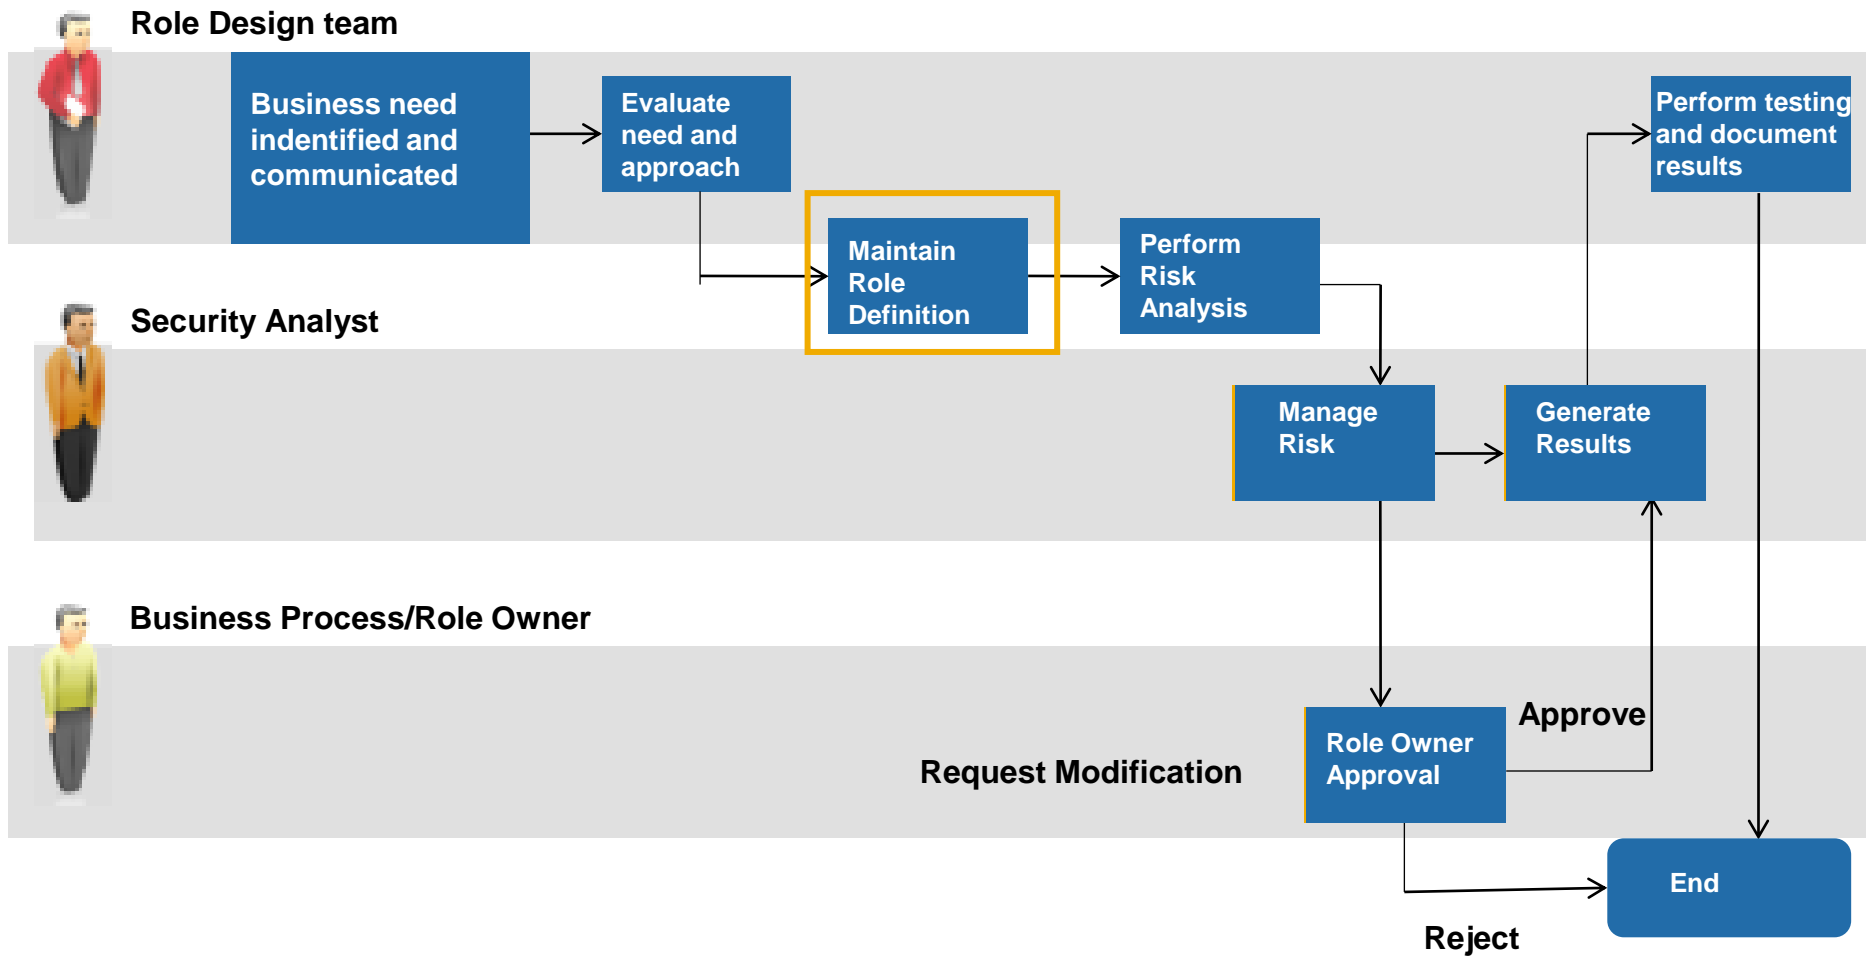 Role Design team
Business need
indentified and
communicated
Evaluate
need and
approach
Perform testing
and document
results
Maintain
Role
Definition
Perform
Risk
Analysis
Security Analyst
Manage
Risk
Generate
Results
Business Process/Role Owner
Request Modification
Role Owner
Approval
Approve
Reject
End